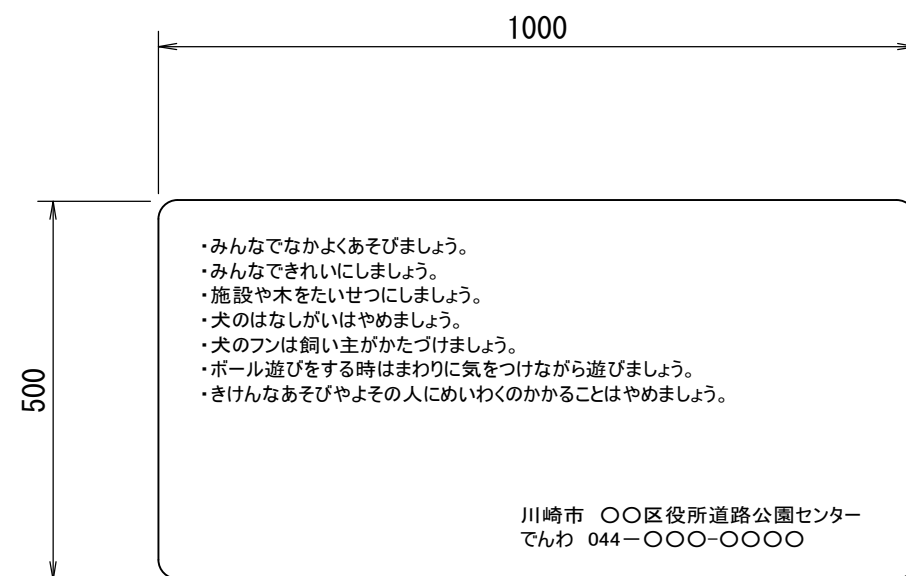 1000
500
・みんなでなかよくあそびましょう。
・みんなできれいにしましょう。
・施設や木をたいせつにしましょう。
・犬のはなしがいはやめましょう。
・犬のフンは飼い主がかたづけましょう。
・ボール遊びをする時はまわりに気をつけながら遊びましょう。
・きけんなあそびやよその人にめいわくのかかることはやめましょう。
川崎市　〇〇区役所道路公園センター
でんわ　044－〇〇〇-〇〇〇〇